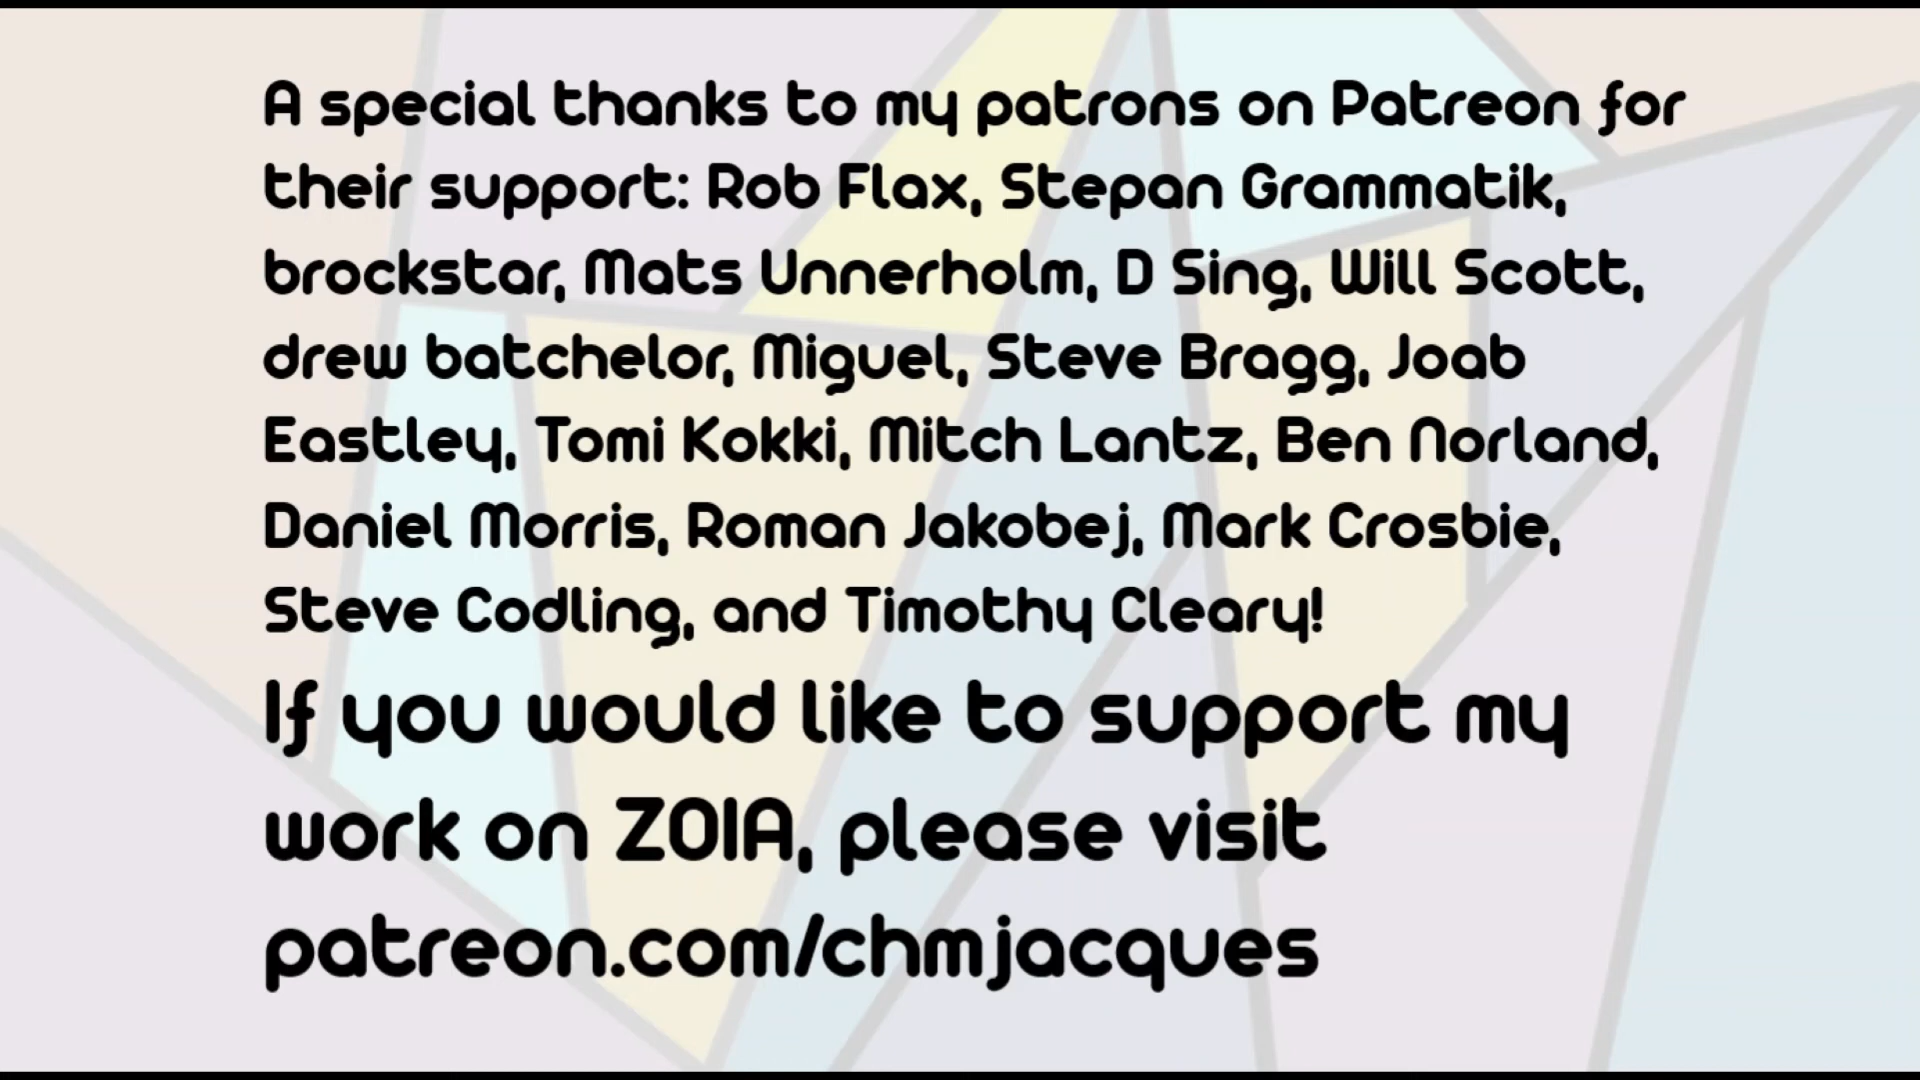 A special thanks to my patrons on Patreon for
their support: Rob Flax, Stepan Grammatik,
brockstar, Mats Unnerholm, D Sing, Will Scott,
drew batchelor, Miguel, Steve Bragg, Joab
Eastley, Tomi Kokki, Mitch Lantz, Ben Norland,
Daniel Morris, Roman Jakobej, Mark Crosbie,
Steve Codling, and Timothy Cleary!
If you would like to support my
work on ZOIA, please visit
patreon.com/chmjacques